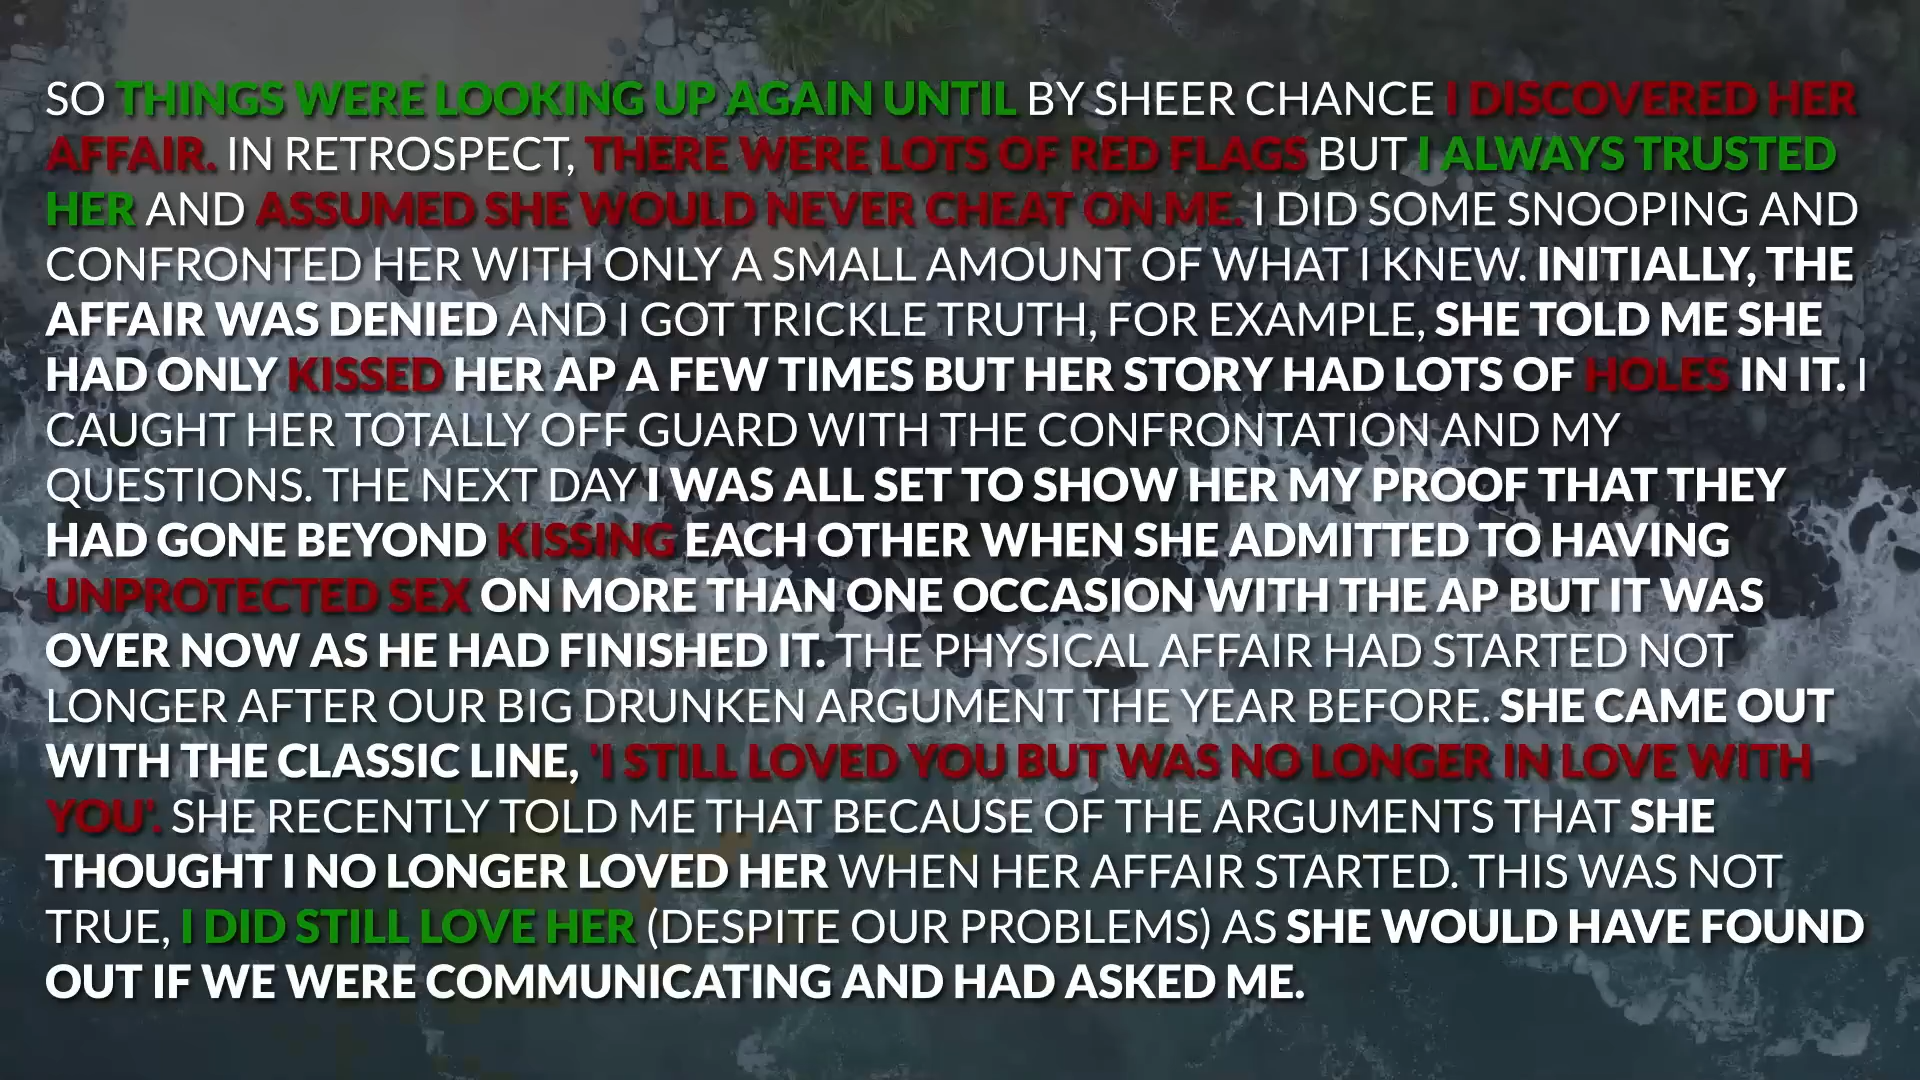 SO THINGS WERE LOOKING UP AGAIN UNTIL BY SHEER CHANCE I DISCOVERED HER
AFFAIR. IN RETROSPECT, THERE WERE LOTS OF RED FLAGS BUT I ALWAYS TRUSTED
HER AND ASSUMED SHE WOULD NEVER CHEAT ON ME. I DID SOME SNOOPING AND
CONFRONTED HER WITH ONLY A SMALL AMOUNT OF WHAT I KNEW. INITIALLY, THE
AFFAIR WAS DENIED AND I GOT TRICKLE TRUTH, FOR EXAMPLE, SHE TOLD ME SHE
HAD ONLY KISSED HER AP A FEW TIMES BUT HER STORY HAD LOTS OF HOLES IN IT. I
CAUGHT HER TOTALLY OFF GUARD WITH THE CONFRONTATION AND MY
QUESTIONS. THE NEXT DAY I WAS ALL SET TO SHOW HER MY PROOF THAT THEY
HAD GONE BEYOND KISSING EACH OTHER WHEN SHE ADMITTED TO HAVING
UNPROTECTED SEX ON MORE THAN ONE OCCASION WITH THE AP BUT IT WAS
OVER NOW AS HE HAD FINISHED IT. THE PHYSICAL AFFAIR HAD STARTED NOT
LONGER AFTER OUR BIG DRUNKEN ARGUMENT THE YEAR BEFORE. SHE CAME OUT
WITH THE CLASSIC LINE, 'I STILL LOVED YOU BUT WAS NO LONGER IN LOVE WITH
YOU'. SHE RECENTLY TOLD ME THAT BECAUSE OF THE ARGUMENTS THAT SHE
THOUGHT I NO LONGER LOVED HER WHEN HER AFFAIR STARTED. THIS WAS NOT
TRUE, I DID STILL LOVE HER (DESPITE OUR PROBLEMS) AS SHE WOULD HAVE FOUND
OUT IF WE WERE COMMUNICATING AND HAD ASKED ME.